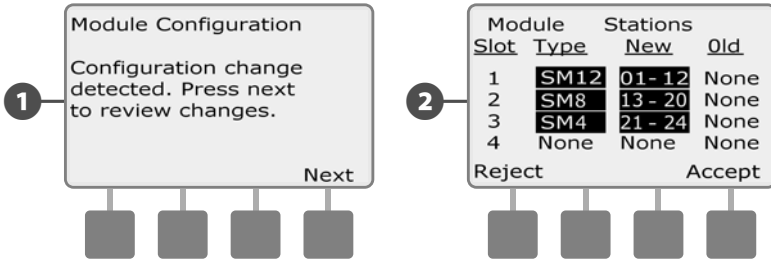 1
Module Configuration
Configuration change
detected. Press next
to review changes.
Next
2
Module Stations
Slot Type New Old
1 SM12 01- 12 None
2 SM8 13 - 20 None
3 SM4 21 - 24 None
4 None None None
Reject Accept